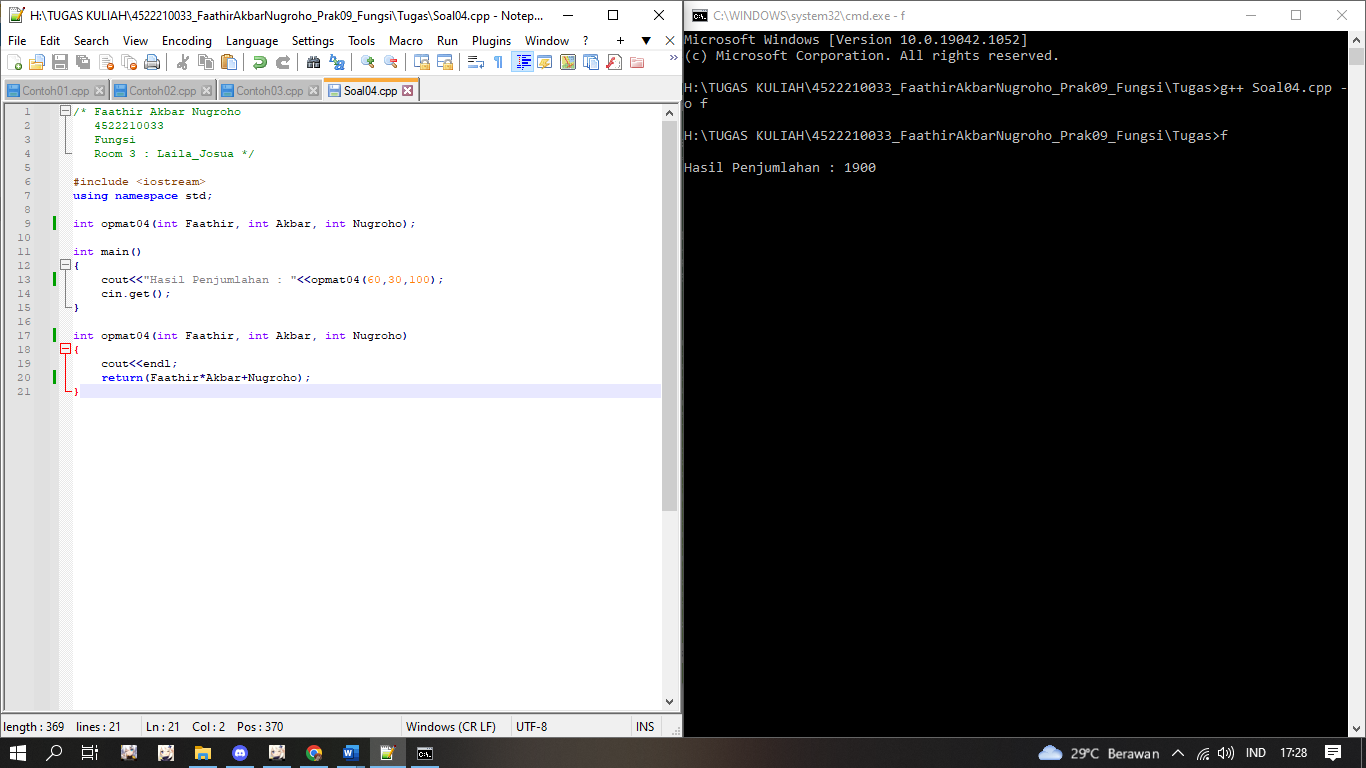 H:\TUGAS KULIAH\4522210033_FaathirAkbarNugroho_Prak09_Fungsi\Tugas\Soal04.cpp - Notep...
File Edit Search View Encoding Language Settings Tools Macro Run Plugins Window ? + ▼ X
Contoh01.cpp Contoh02.cpp Contoh03.cpp Soal04.cpp
1 /* Faathir Akbar Nugroho
2 4522210033
3 Fungsi
4 Room 3 : Laila_Josua */
5
6 #include <iostream>
7 using namespace std;
8
9 int opmat04(int Faathir, int Akbar, int Nugroho);
10
11 int main()
12 {
13 cout<<"Hasil Penjumlahan : "<<opmat04(60,30,100);
14 cin.get();
15 }
16
17 int opmat04(int Faathir, int Akbar, int Nugroho)
18 {
19 cout<<endl;
20 return(Faathir*Akbar+Nugroho);
21 }
length : 369 lines : 21 Ln : 21 Col : 2 Pos : 370 Windows (CR LF) UTF-8 INS
C:\WINDOWS\system32\cmd.exe - f
Microsoft Windows [Version 10.0.19042.1052]
(c) Microsoft Corporation. All rights reserved.
H:\TUGAS KULIAH\4522210033_FaathirAkbarNugroho_Prak09_Fungsi\Tugas>g++ Soal04.cpp -
o f
H:\TUGAS KULIAH\4522210033_FaathirAkbarNugroho_Prak09_Fungsi\Tugas>f
Hasil Penjumlahan : 1900
29°C Berawan IND 17:28